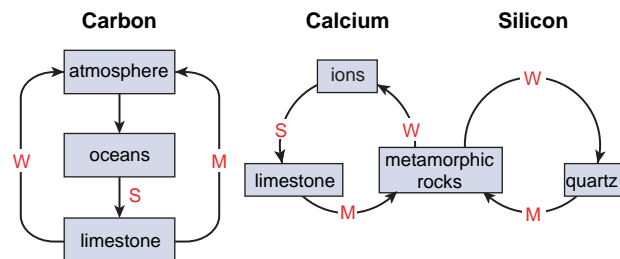 Carbon
atmosphere
W
M
oceans
S
limestone
Calcium
ions
S
W
limestone
M
metamorphic
rocks
Silicon
W
quartz
M